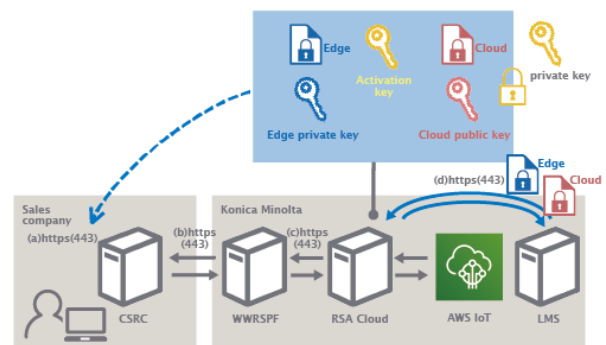 Edge
Cloud
Activation
key
private key
Edge private key
Cloud public key
(d)https(443)
Edge
Cloud
Sales
company
Konica Minolta
(a)https(443)
(b)https
(443)
(c)https
(443)
CSRC
WWRSPF
RSA Cloud
AWS IoT
LMS